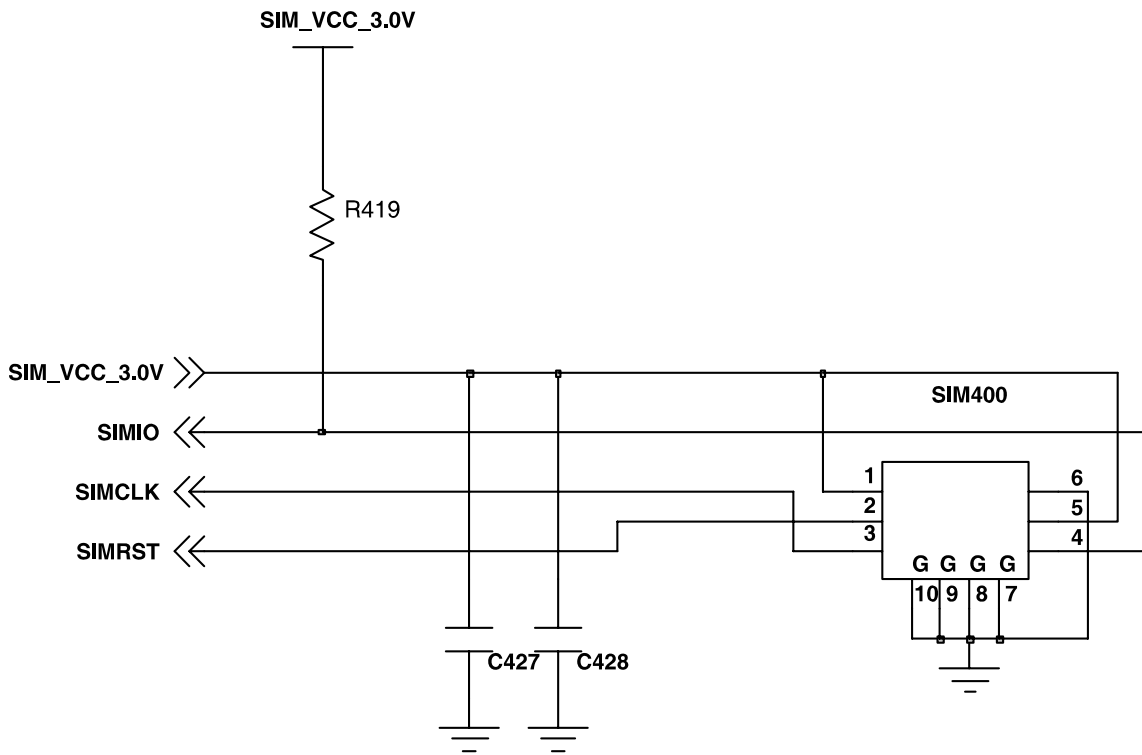 SIM_VCC_3.0V
R419
SIM_VCC_3.0V
SIM400
SIMIO
1 6
SIMCLK
2 5
3 4
SIMRST
G G G G
10 9 8 7
C427 C428